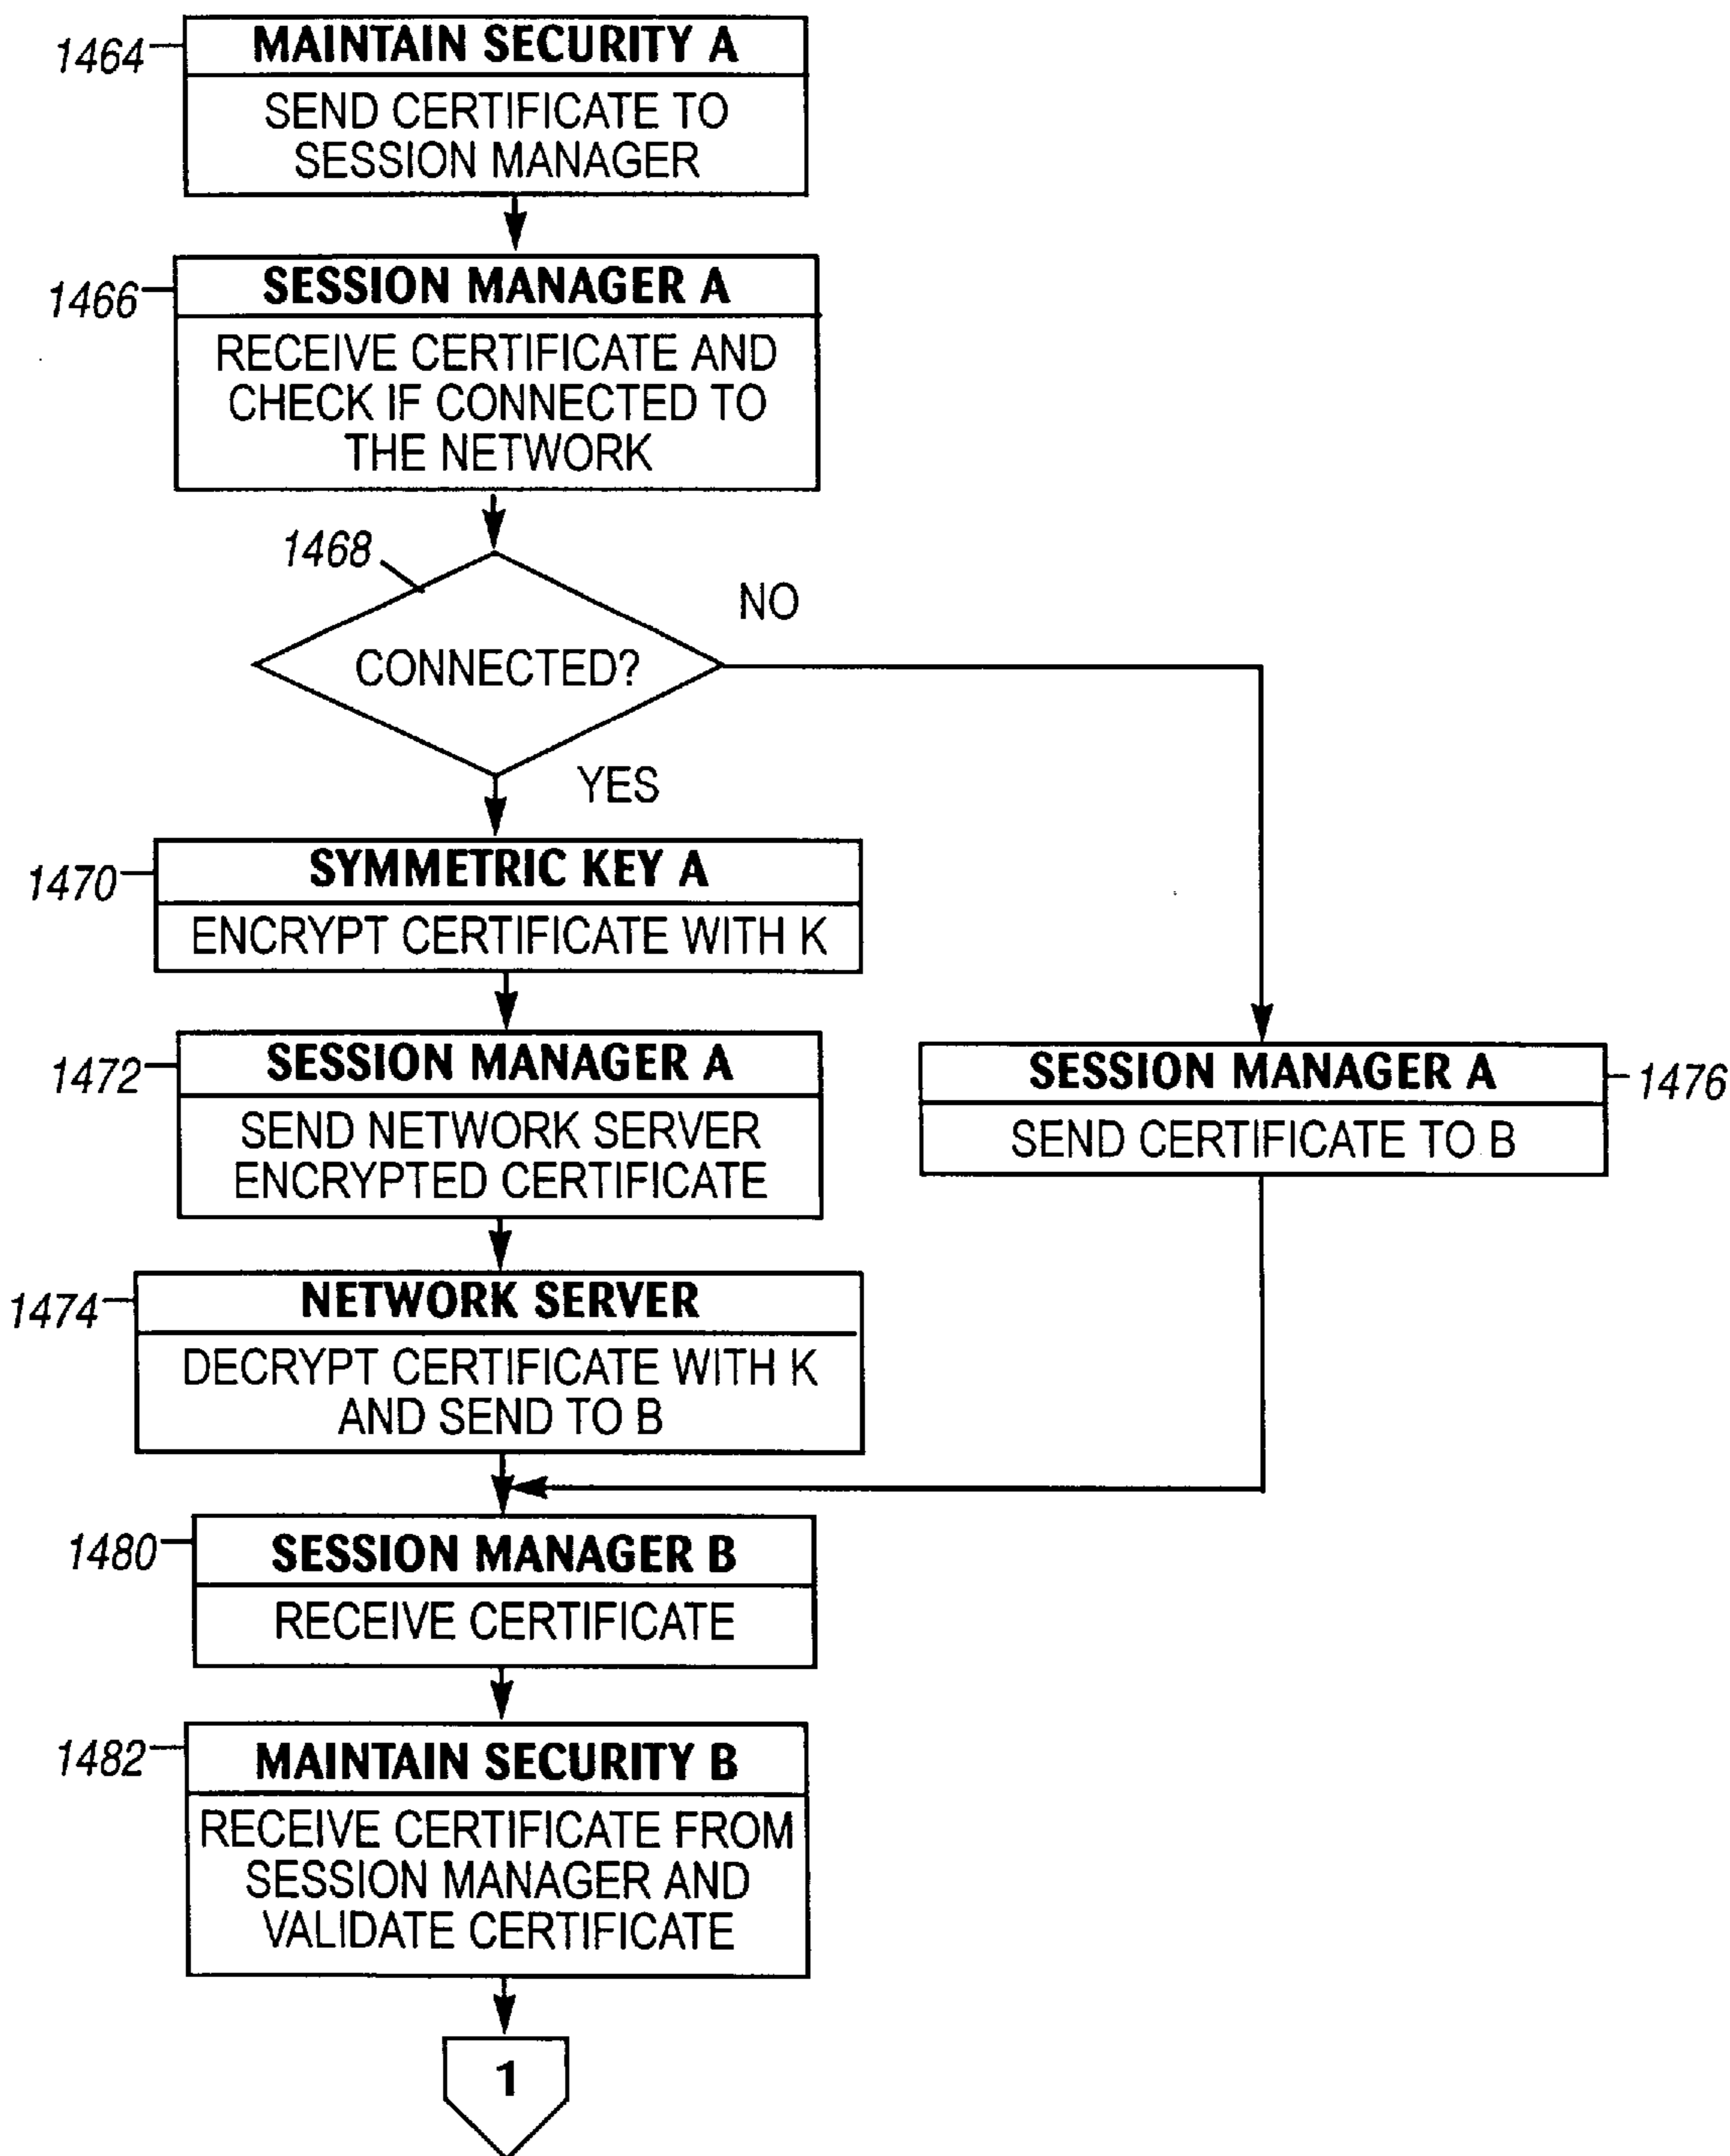 1464
MAINTAIN SECURITY A
SEND CERTIFICATE TO
SESSION MANAGER
1466
SESSION MANAGER A
RECEIVE CERTIFICATE AND
CHECK IF CONNECTED TO
THE NETWORK
1468
CONNECTED?
NO
YES
1470
SYMMETRIC KEY A
ENCRYPT CERTIFICATE WITH K
1472
SESSION MANAGER A
SEND NETWORK SERVER
ENCRYPTED CERTIFICATE
SESSION MANAGER A
1476
SEND CERTIFICATE TO B
1474
NETWORK SERVER
DECRYPT CERTIFICATE WITH K
AND SEND TO B
1480
SESSION MANAGER B
RECEIVE CERTIFICATE
1482
MAINTAIN SECURITY B
RECEIVE CERTIFICATE FROM
SESSION MANAGER AND
VALIDATE CERTIFICATE
1